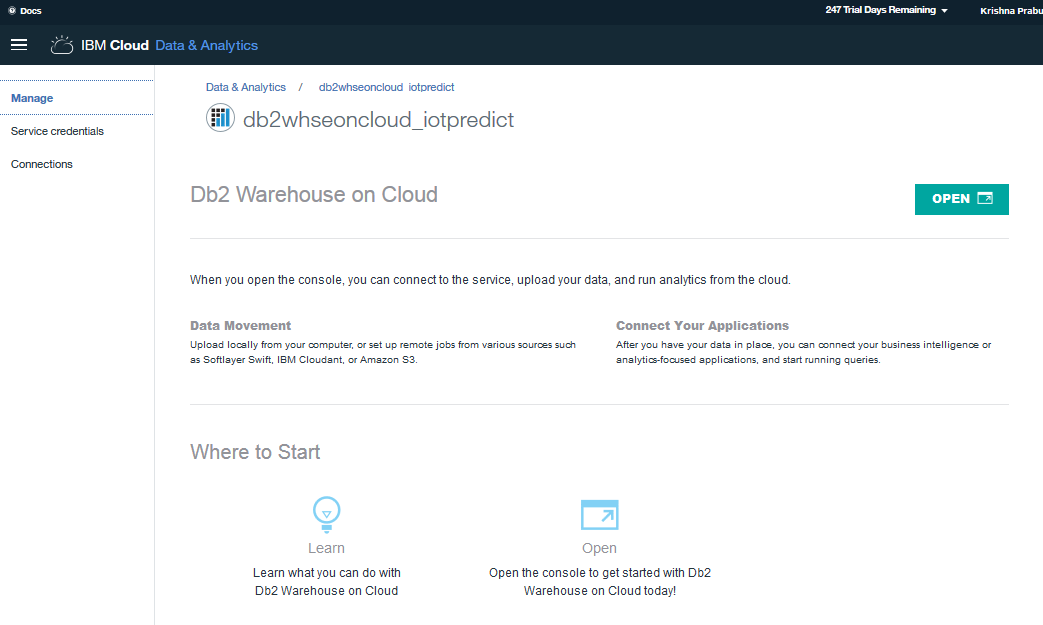 Docs
247 Trial Days Remaining
Krishna Prabu
IBM Cloud Data & Analytics
Manage
Service credentials
Connections
Data & Analytics / db2whseoncloud_iotpredict
db2whseoncloud_iotpredict
Db2 Warehouse on Cloud
OPEN
When you open the console, you can connect to the service, upload your data, and run analytics from the cloud.
Data Movement
Upload locally from your computer, or set up remote jobs from various sources such
as Softlayer Swift, IBM Cloudant, or Amazon S3.
Connect Your Applications
After you have your data in place, you can connect your business intelligence or
analytics-focused applications, and start running queries.
Where to Start
Learn
Learn what you can do with
Db2 Warehouse on Cloud
Open
Open the console to get started with Db2
Warehouse on Cloud today!